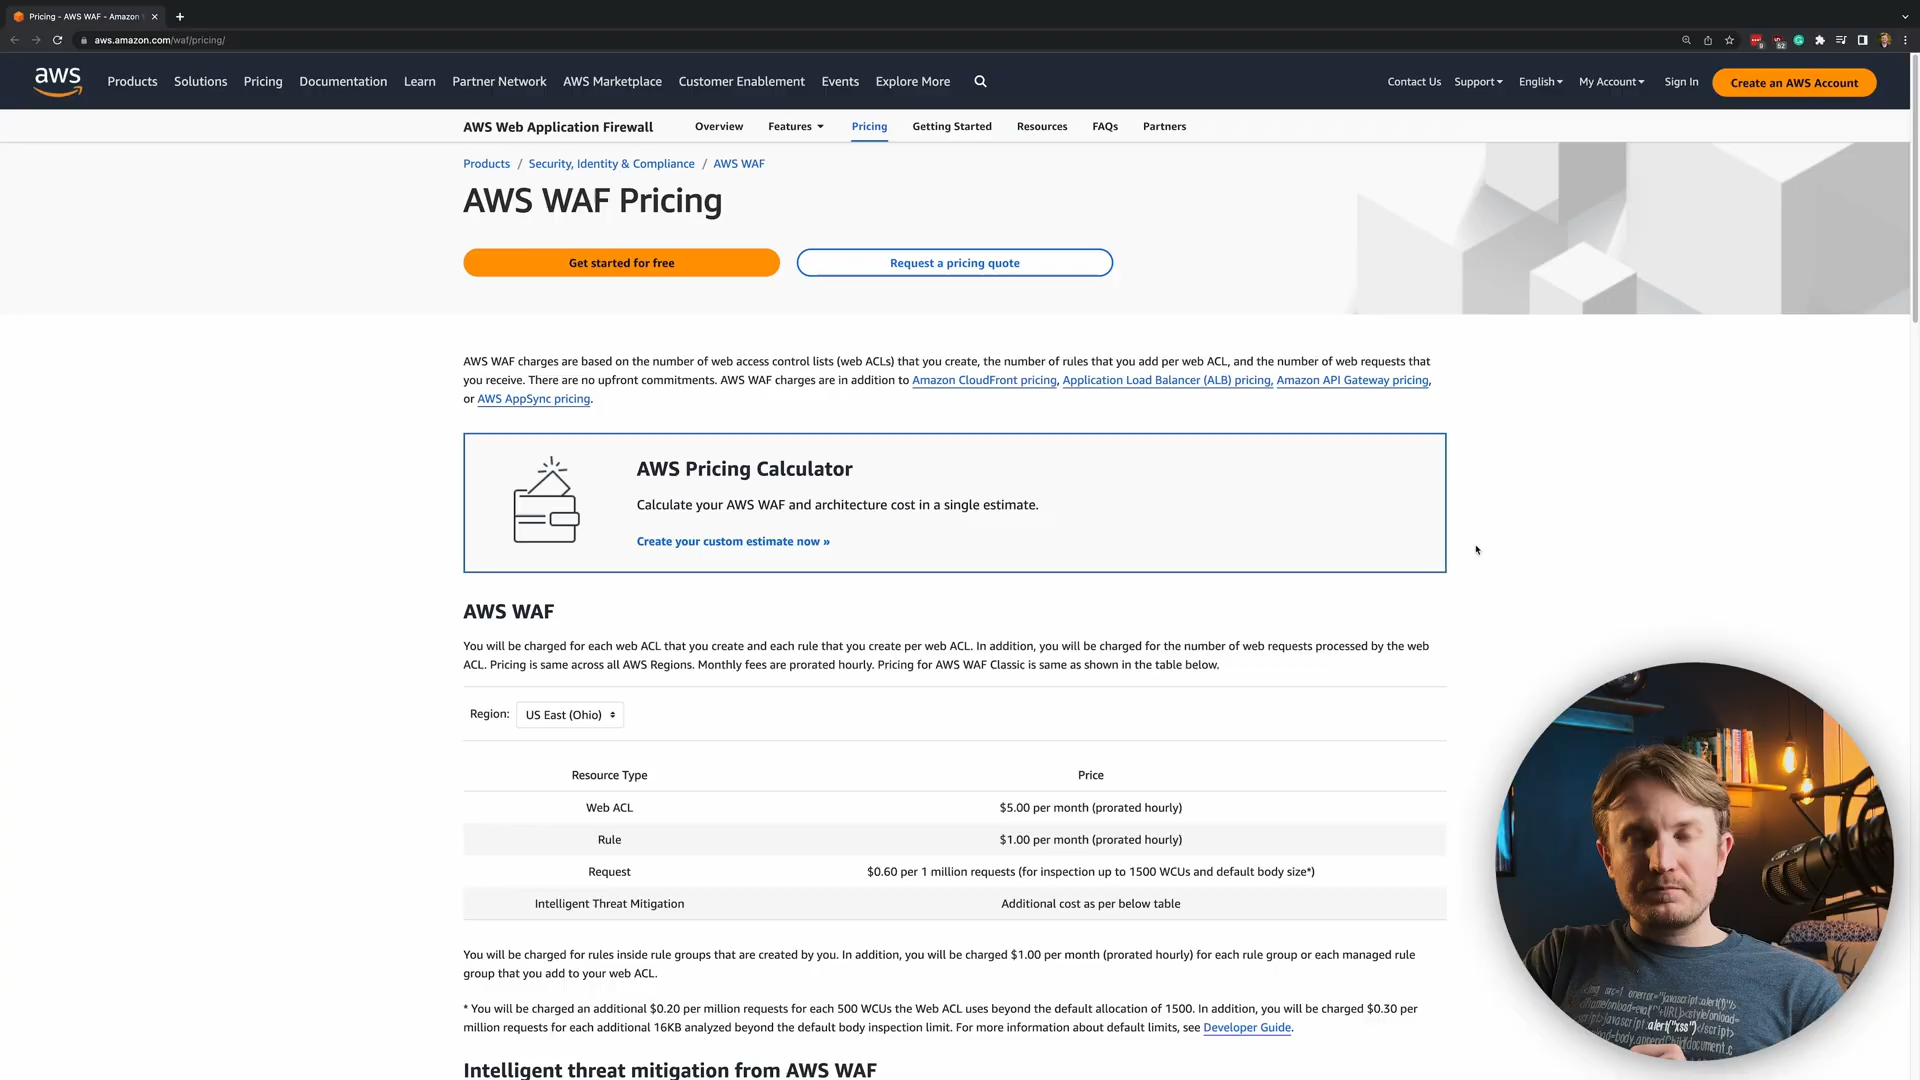 Pricing - AWS WAF - Amazon
aws.amazon.com/waf/pricing/
9
52
aws
Products
Solutions
Pricing
Documentation
Learn
Partner Network
AWS Marketplace
Customer Enablement
Events
Explore More
Contact Us
Support
English
My Account
Sign In
Create an AWS Account
AWS Web Application Firewall
Overview
Features
Pricing
Getting Started
Resources
FAQs
Partners
Products / Security, Identity & Compliance / AWS WAF
AWS WAF Pricing
Get started for free
Request a pricing quote
AWS WAF charges are based on the number of web access control lists (web ACLs) that you create, the number of rules that you add per web ACL, and the number of web requests that
you receive. There are no upfront commitments. AWS WAF charges are in addition to Amazon CloudFront pricing, Application Load Balancer (ALB) pricing, Amazon API Gateway pricing,
or AWS AppSync pricing.
AWS Pricing Calculator
Calculate your AWS WAF and architecture cost in a single estimate.
Create your custom estimate now »
AWS WAF
You will be charged for each web ACL that you create and each rule that you create per web ACL. In addition, you will be charged for the number of web requests processed by the web
ACL. Pricing is same across all AWS Regions. Monthly fees are prorated hourly. Pricing for AWS WAF Classic is same as shown in the table below.
Region: US East (Ohio)
Resource Type Price
Web ACL $5.00 per month (prorated hourly)
Rule $1.00 per month (prorated hourly)
Request $0.60 per 1 million requests (for inspection up to 1500 WCUs and default body size*)
Intelligent Threat Mitigation Additional cost as per below table
You will be charged for rules inside rule groups that are created by you. In addition, you will be charged $1.00 per month (prorated hourly) for each rule group or each managed rule
group that you add to your web ACL.
* You will be charged an additional $0.20 per million requests for each 500 WCUs the Web ACL uses beyond the default allocation of 1500. In addition, you will be charged $0.30 per
million requests for each additional 16KB analyzed beyond the default body inspection limit. For more information about default limits, see Developer Guide.
Intelligent threat mitigation from AWS WAF
src=1 onerror="javascript:alert(1)"
javascript:alert("xss")</script>